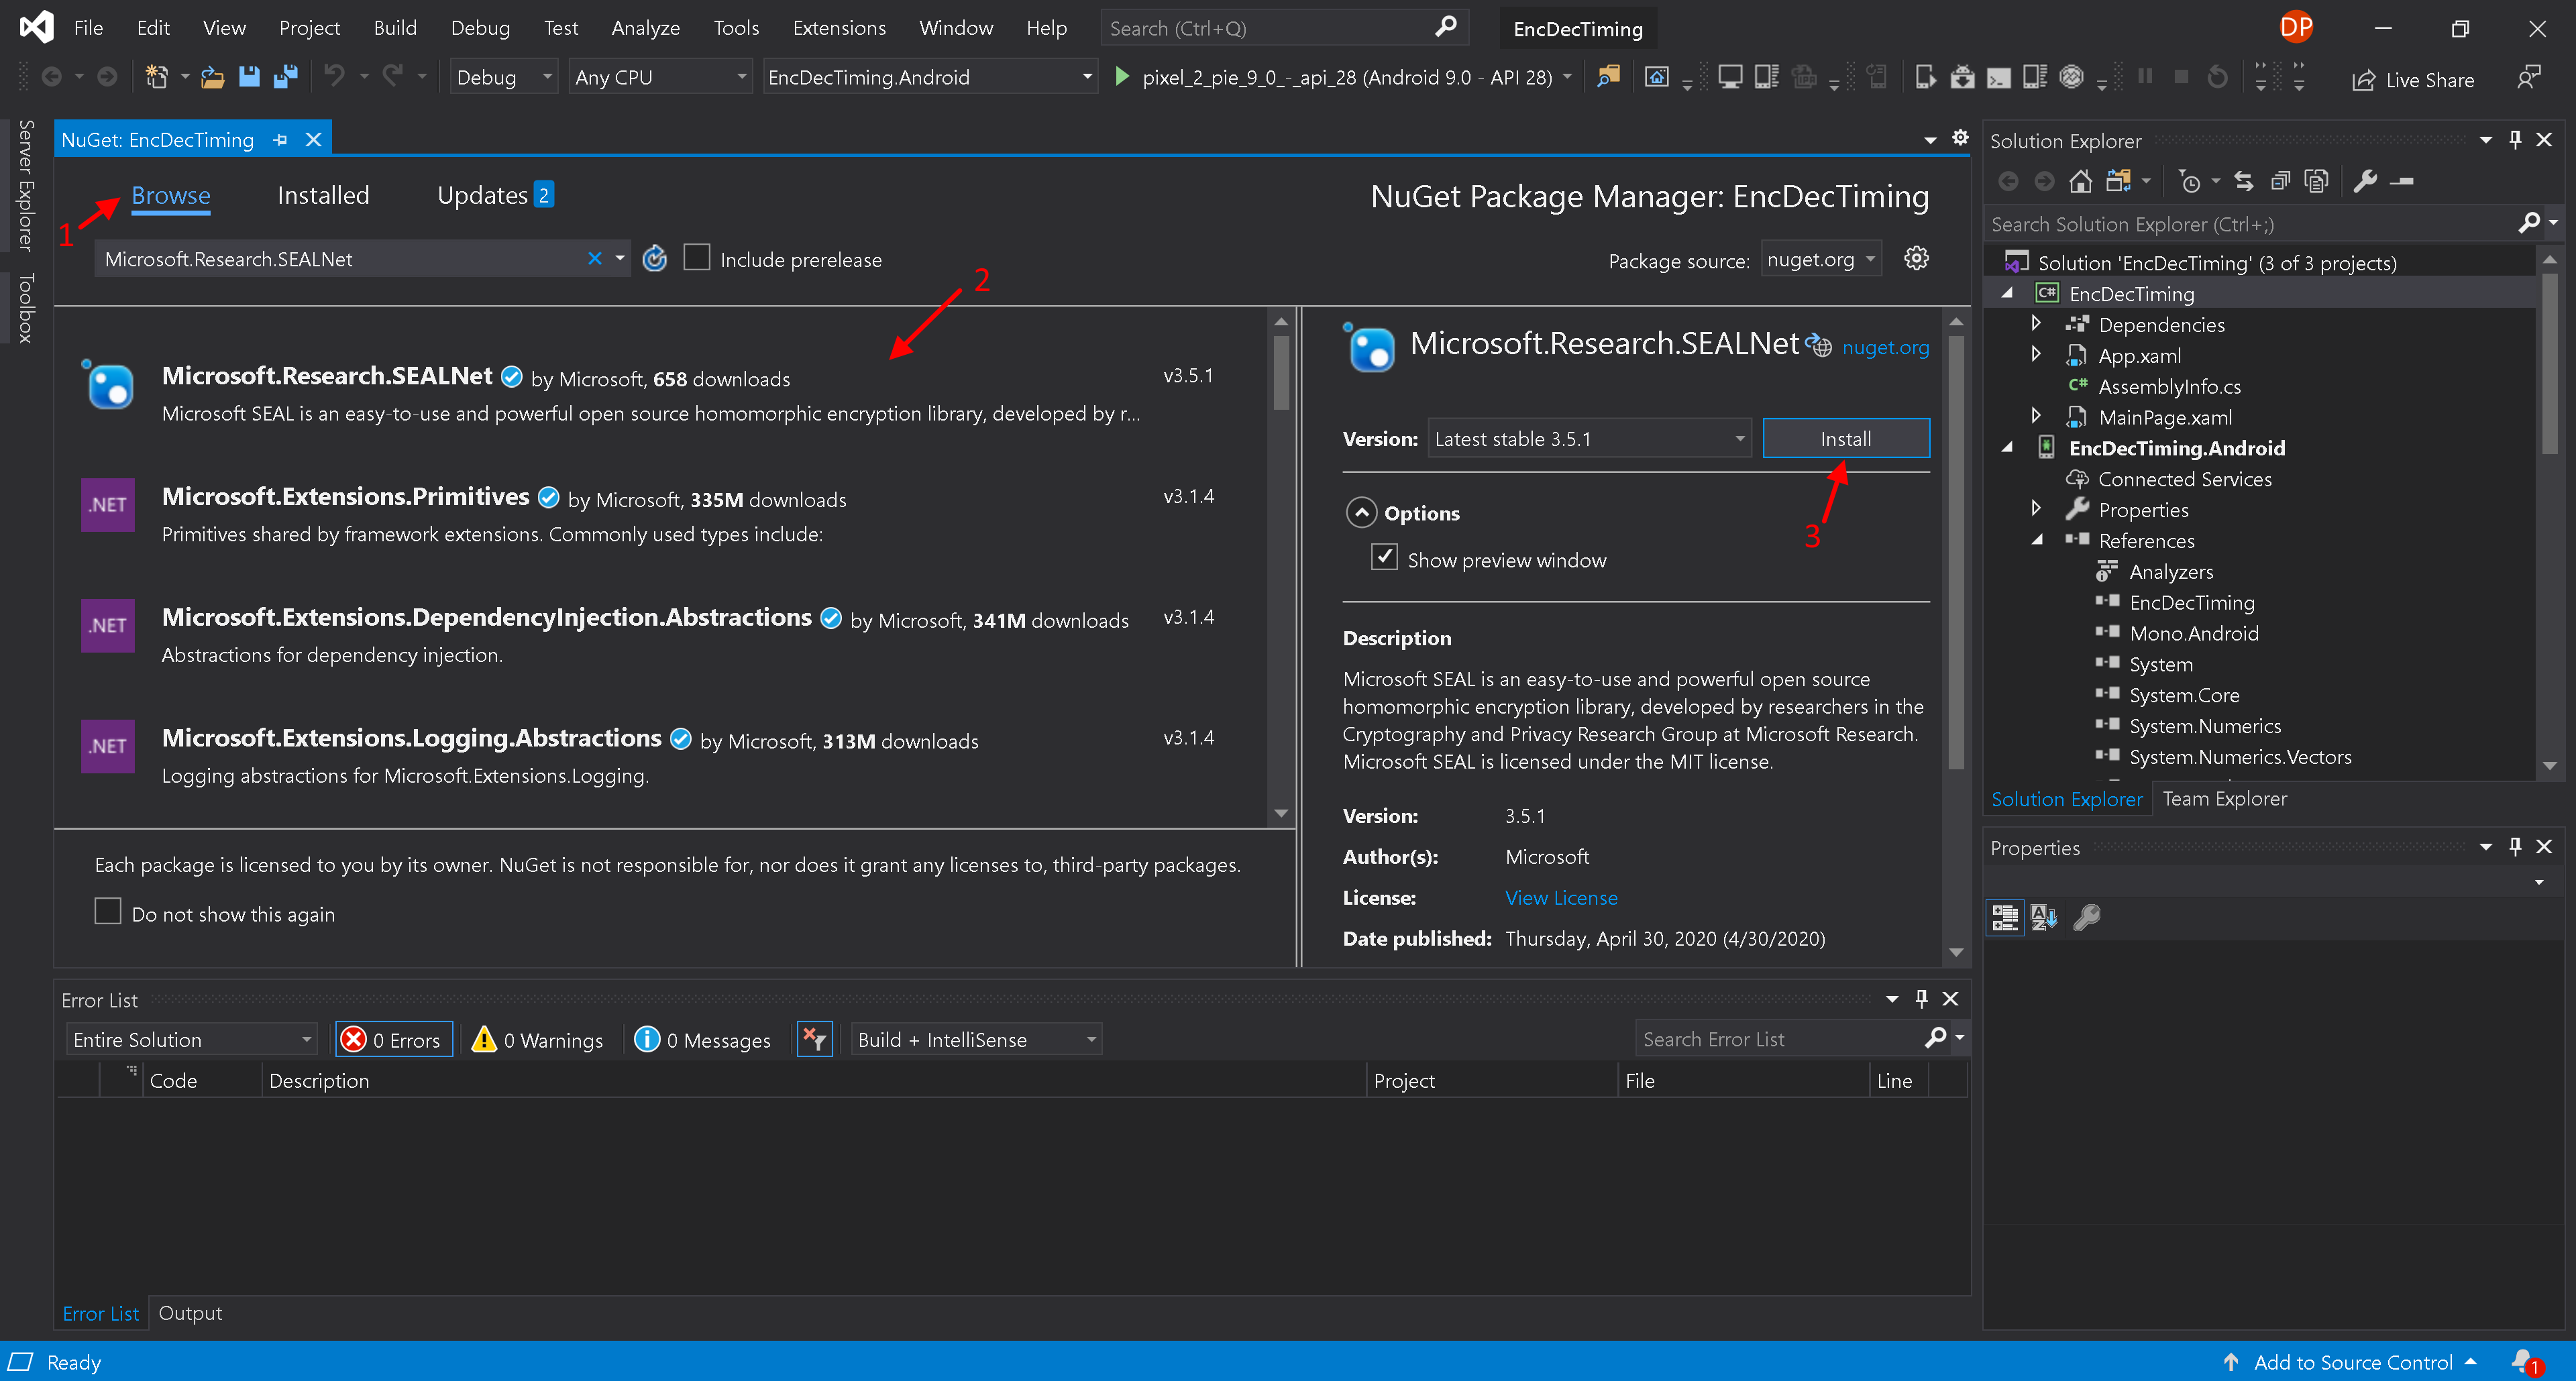 File Edit View Project Build Debug Test Analyze Tools Extensions Window Help Search (Ctrl+Q) EncDecTiming DP
Debug Any CPU EncDecTiming.Android pixel_2_pie_9_0_-_api_28 (Android 9.0 - API 28) Live Share
Server Explorer
Toolbox
NuGet: EncDecTiming
Browse Installed Updates 2
NuGet Package Manager: EncDecTiming
1
Microsoft.Research.SEALNet Include prerelease
Package source: nuget.org
2
Microsoft.Research.SEALNet by Microsoft, 658 downloads v3.5.1
Microsoft SEAL is an easy-to-use and powerful open source homomorphic encryption library, developed by r...
.NET
Microsoft.Extensions.Primitives by Microsoft, 335M downloads v3.1.4
Primitives shared by framework extensions. Commonly used types include:
.NET
Microsoft.Extensions.DependencyInjection.Abstractions by Microsoft, 341M downloads v3.1.4
Abstractions for dependency injection.
.NET
Microsoft.Extensions.Logging.Abstractions by Microsoft, 313M downloads v3.1.4
Logging abstractions for Microsoft.Extensions.Logging.
Each package is licensed to you by its owner. NuGet is not responsible for, nor does it grant any licenses to, third-party packages.
Do not show this again
Microsoft.Research.SEALNet nuget.org
Version: Latest stable 3.5.1 Install
3
Options
Show preview window
Description
Microsoft SEAL is an easy-to-use and powerful open source
homomorphic encryption library, developed by researchers in the
Cryptography and Privacy Research Group at Microsoft Research.
Microsoft SEAL is licensed under the MIT license.
Version: 3.5.1
Author(s): Microsoft
License: View License
Date published: Thursday, April 30, 2020 (4/30/2020)
Solution Explorer
Search Solution Explorer (Ctrl+;)
Solution 'EncDecTiming' (3 of 3 projects)
C# EncDecTiming
Dependencies
App.xaml
C# AssemblyInfo.cs
MainPage.xaml
EncDecTiming.Android
Connected Services
Properties
References
Analyzers
EncDecTiming
Mono.Android
System
System.Core
System.Numerics
System.Numerics.Vectors
Solution Explorer Team Explorer
Properties
Error List
Entire Solution 0 Errors 0 Warnings 0 Messages Build + IntelliSense Search Error List
Code Description Project File Line
Error List Output
Ready Add to Source Control 1